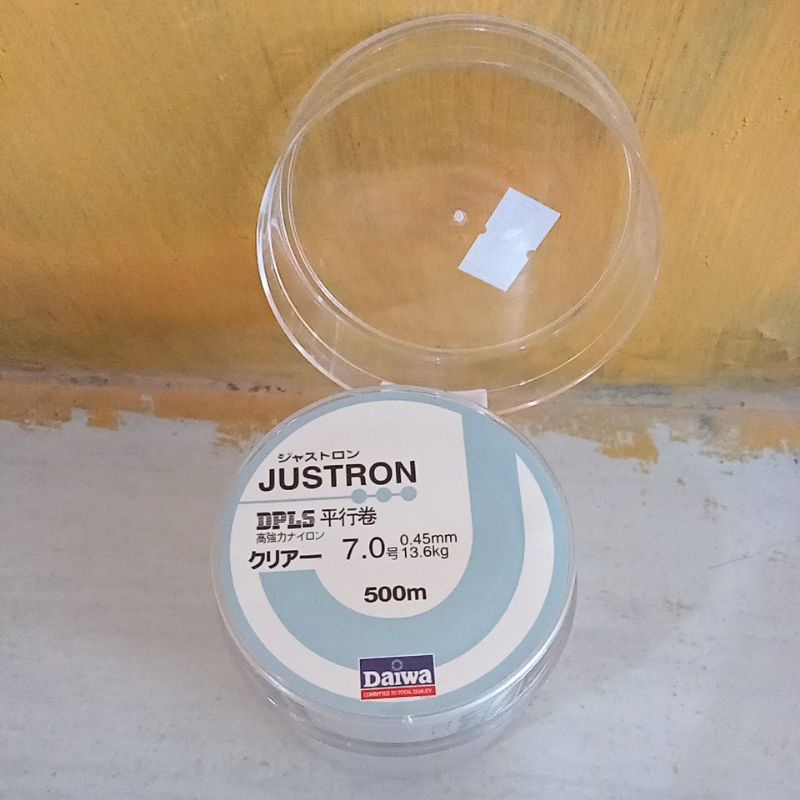 ジャストロン
JUSTRON
DPLS 平行巻
高強力ナイロン
クリアー 7.0号 0.45mm 13.6kg
500m
Daiwa
COMMITTED TO TOTAL QUALITY